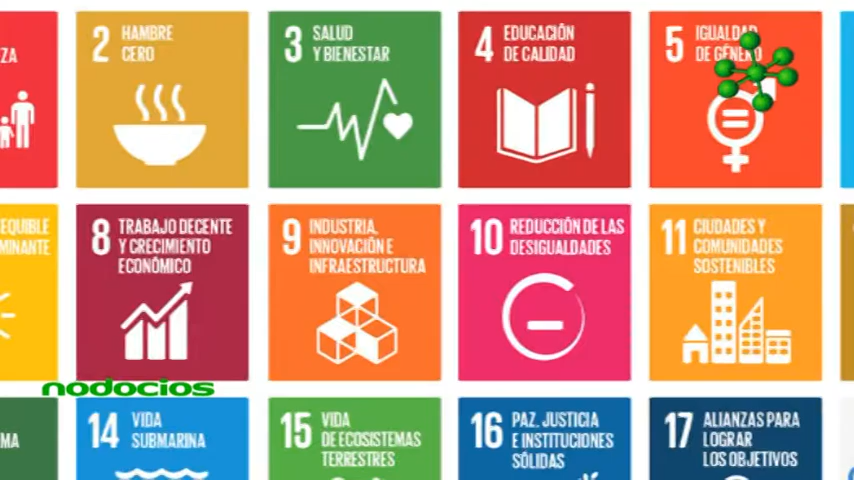 ZA
2 HAMBRE
CERO
3 SALUD
Y BIENESTAR
4 EDUCACIÓN
DE CALIDAD
5 IGUALDAD
DE GÉNERO
EQUIBLE
MINANTE
8 TRABAJO DECENTE
Y CRECIMIENTO
ECONÓMICO
9 INDUSTRIA,
INNOVACIÓN E
INFRAESTRUCTURA
10 REDUCCIÓN DE LAS
DESIGUALDADES
11 CIUDADES Y
COMUNIDADES
SOSTENIBLES
nodocios
MA
14 VIDA
SUBMARINA
15 VIDA
DE ECOSISTEMAS
TERRESTRES
16 PAZ, JUSTICIA
E INSTITUCIONES
SÓLIDAS
17 ALIANZAS PARA
LOGRAR
LOS OBJETIVOS